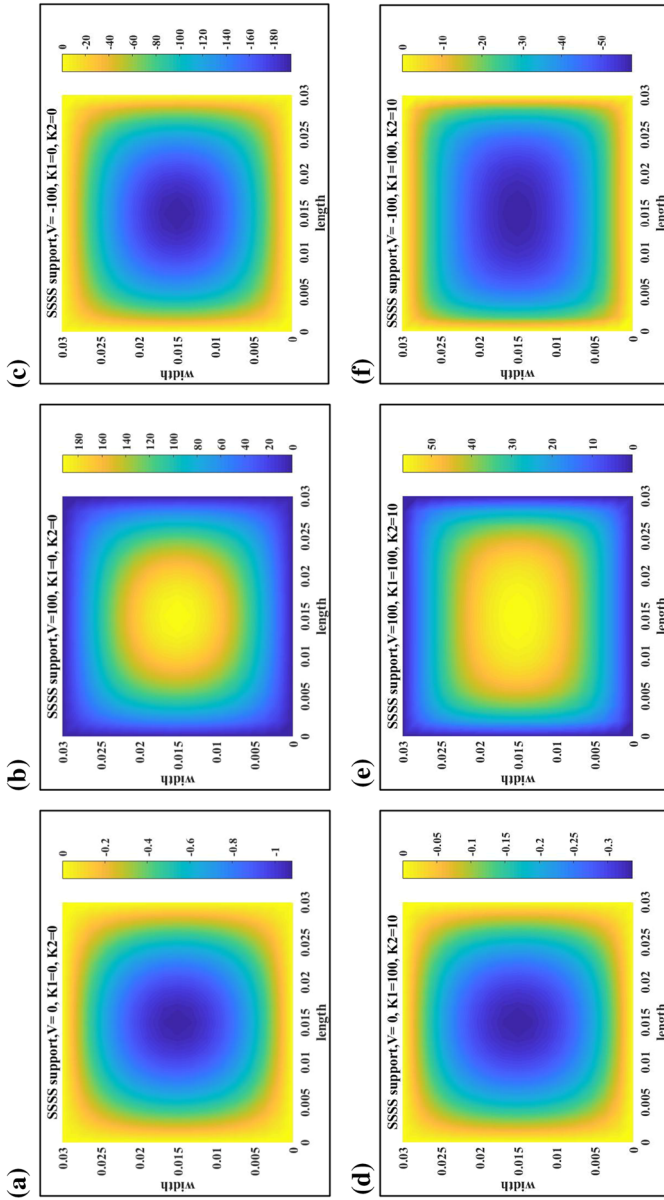 (a)
SSSS support,V= 0, K1=0, K2=0
width
0.03
0.025
0.02
0.015
0.01
0.005
0
0 0.005 0.01 0.015 0.02 0.025 0.03
length
0
-0.2
-0.4
-0.6
-0.8
-1
(b)
SSSS support,V=100, K1=0, K2=0
width
0.03
0.025
0.02
0.015
0.01
0.005
0
0 0.005 0.01 0.015 0.02 0.025 0.03
length
180
160
140
120
100
80
60
40
20
0
(c)
SSSS support,V= -100, K1=0, K2=0
width
0.03
0.025
0.02
0.015
0.01
0.005
0
0 0.005 0.01 0.015 0.02 0.025 0.03
length
0
-20
-40
-60
-80
-100
-120
-140
-160
-180
(d)
SSSS support,V= 0, K1=100, K2=10
width
0.03
0.025
0.02
0.015
0.01
0.005
0
0 0.005 0.01 0.015 0.02 0.025 0.03
length
0
-0.05
-0.1
-0.15
-0.2
-0.25
-0.3
(e)
SSSS support,V=100, K1=100, K2=10
width
0.03
0.025
0.02
0.015
0.01
0.005
0
0 0.005 0.01 0.015 0.02 0.025 0.03
length
50
40
30
20
10
0
(f)
SSSS support,V= -100, K1=100, K2=10
width
0.03
0.025
0.02
0.015
0.01
0.005
0
0 0.005 0.01 0.015 0.02 0.025 0.03
length
0
-10
-20
-30
-40
-50